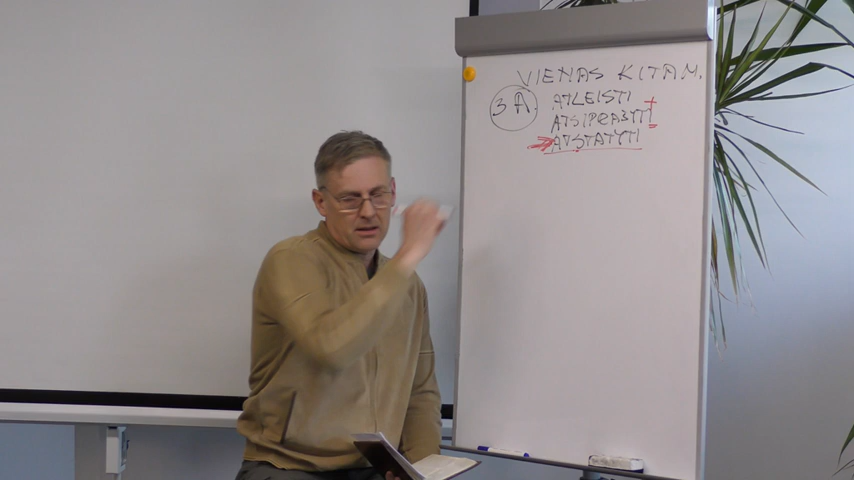 VIENAS KITAM.
3 A. ATLEISTI
ATSIPRAŠYTI
ATSTATYTI